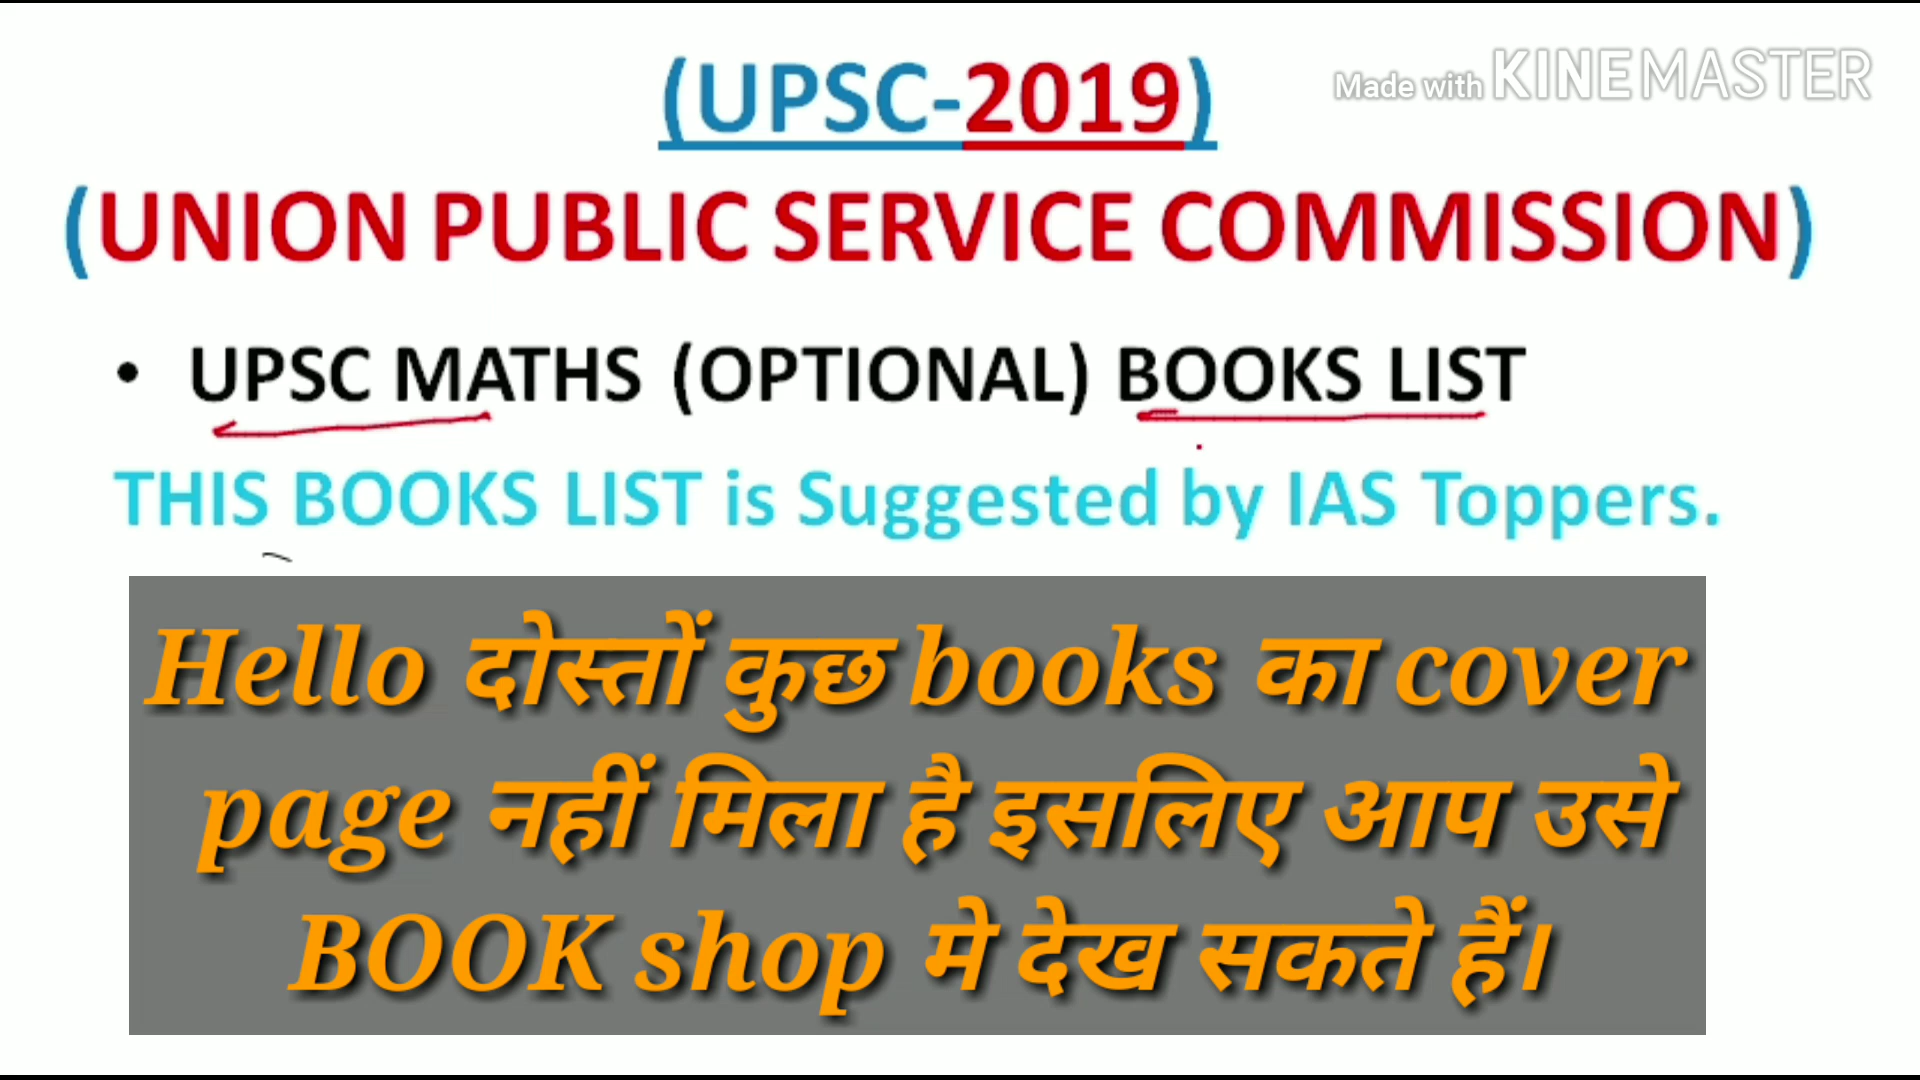 (UPSC-2019)
Made with KINEMASTER
(UNION PUBLIC SERVICE COMMISSION)
• UPSC MATHS (OPTIONAL) BOOKS LIST
THIS BOOKS LIST is Suggested by IAS Toppers.
Hello दोस्तों कुछ books का cover
page नहीं मिला है इसलिए आप उसे
BOOK shop मे देख सकते हैं।